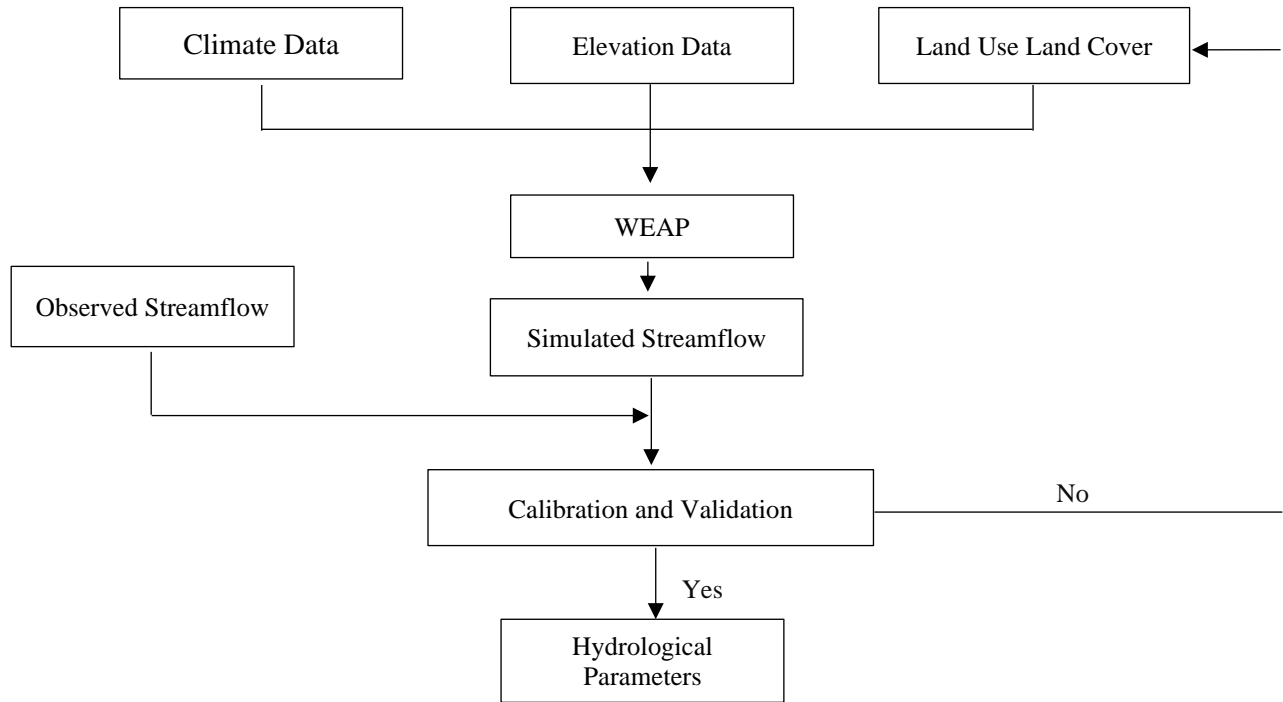 Climate Data
Elevation Data
Land Use Land Cover
WEAP
Observed Streamflow
Simulated Streamflow
Calibration and Validation
No
Yes
Hydrological
Parameters